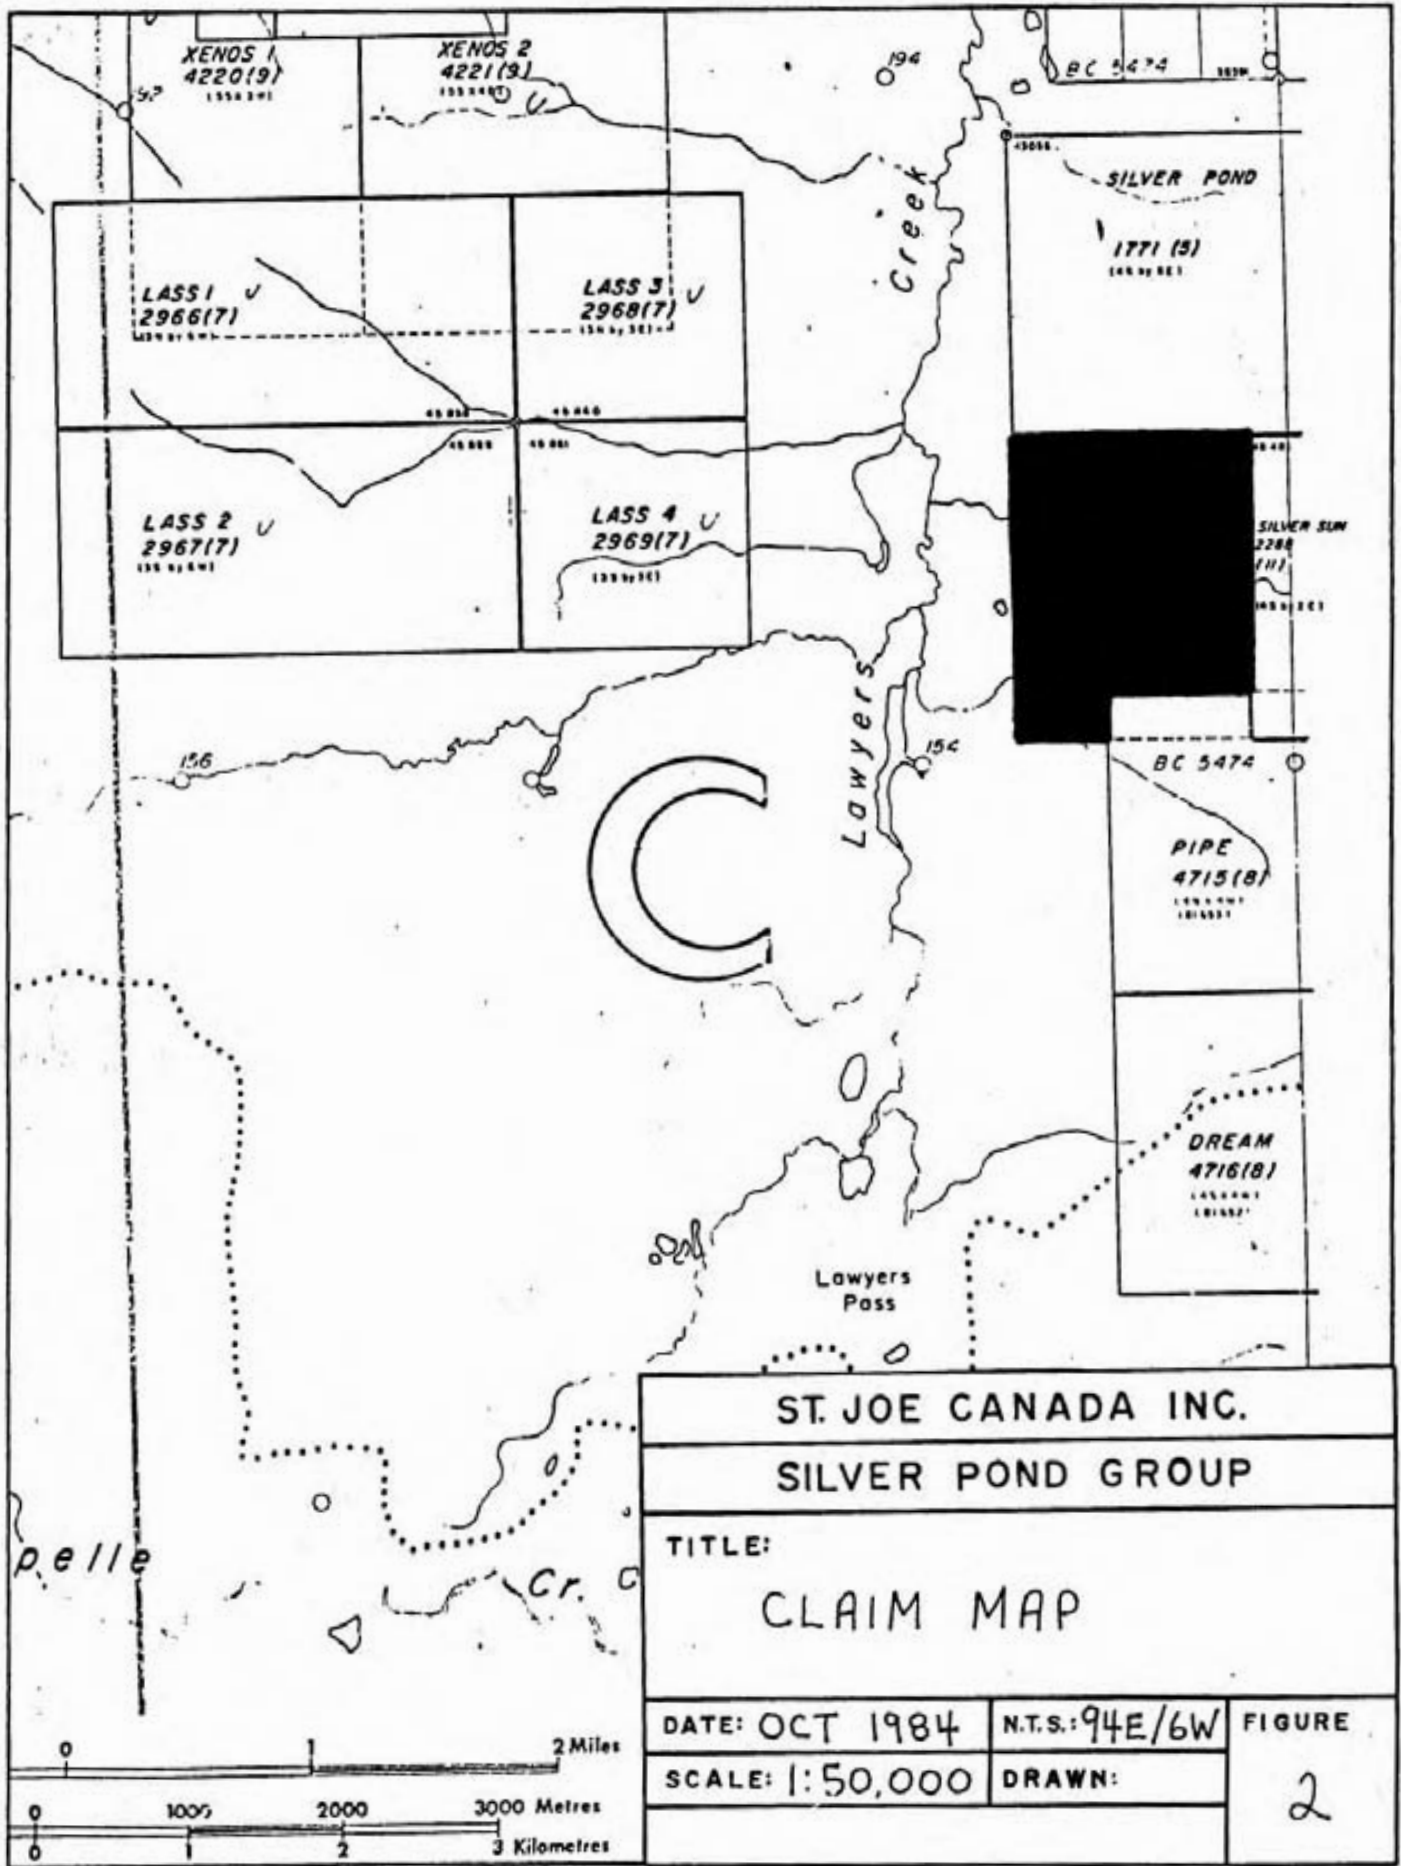 XENOS 1
4220(9)
XENOS 2
4221(9)
194
BC 5474
SILVER POND
1771 (5)
Creek
LASS 1
2966(7)
LASS 3
2968(7)
LASS 2
2967(7)
LASS 4
2969(7)
SILVER SUN
(11)
Lawyers
156
154
BC 5474
PIPE
4715(8)
C
DREAM
4716(8)
Lawyers
Pass
pelle
Cr.
ST. JOE CANADA INC.
SILVER POND GROUP
TITLE:
CLAIM MAP
DATE: OCT 1984
N.T.S.: 94E/6W
FIGURE
2
SCALE: 1:50,000
DRAWN:
0 1 2 Miles
0 1000 2000 3000 Metres
0 1 2 3 Kilometres